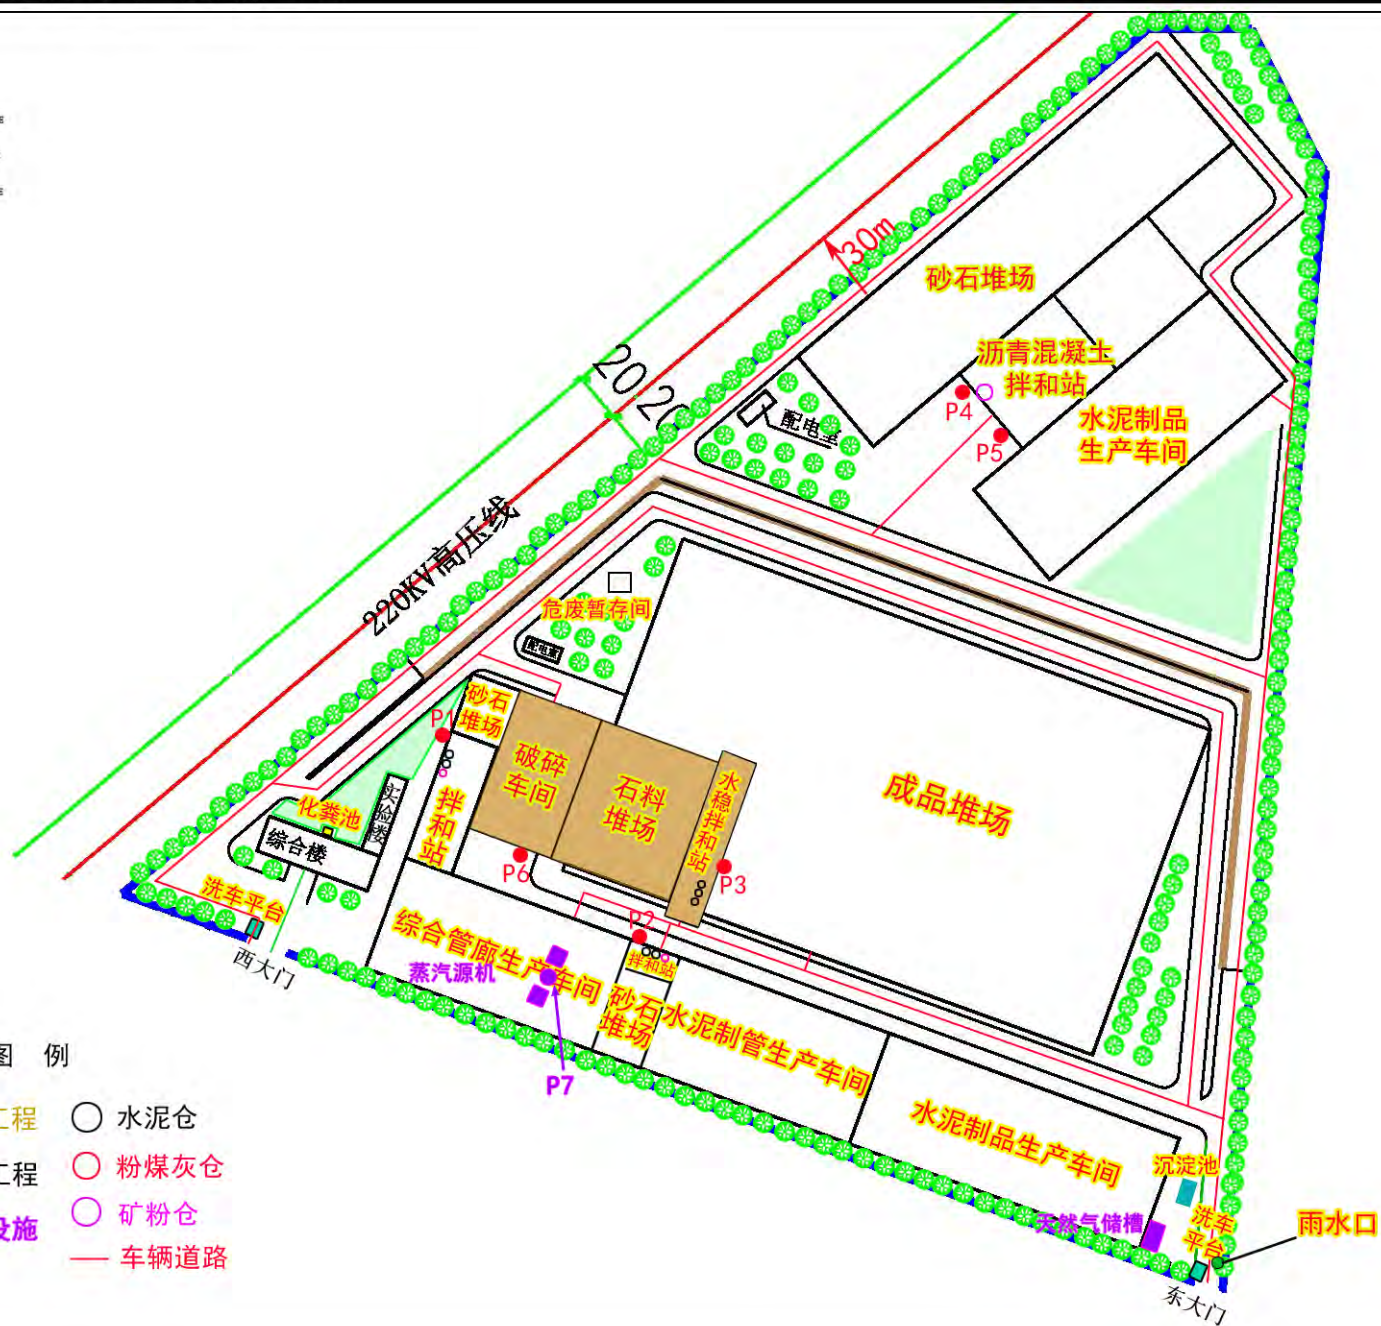 30m
砂石堆场
沥青混凝土
拌和站
P4
P5
水泥制品
生产车间
配电室
20 20
220KV高压线
危废暂存间
配电室
砂石
堆场
P1
破碎
车间
石料
堆场
水稳拌和站
成品堆场
拌和站
实验楼
化粪池
综合楼
P6
P3
洗车平台
西大门
综合管廊生产车间
蒸汽源机
P2
拌和站
砂石
堆场
水泥制管生产车间
P7
水泥制品生产车间
沉淀池
天然气储槽
洗车
平台
雨水口
东大门
图 例
工程
水泥仓
粉煤灰仓
工程
矿粉仓
设施
车辆道路